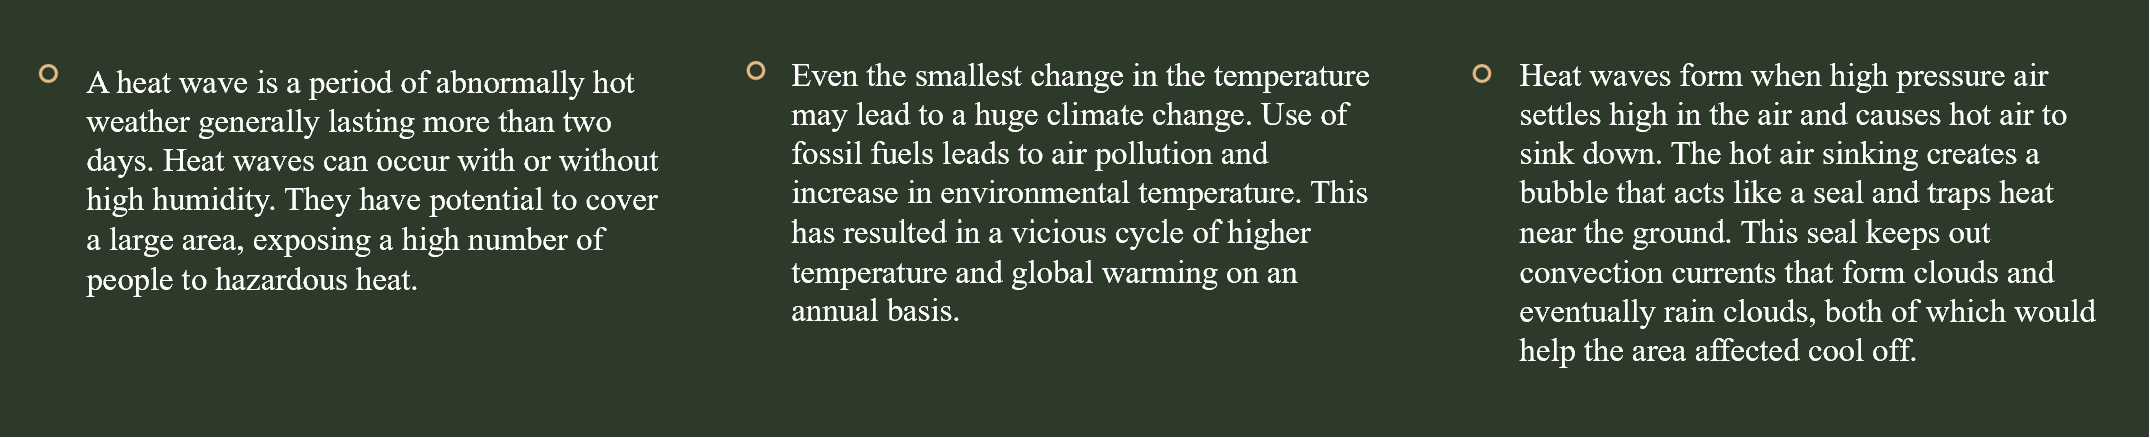 A heat wave is a period of abnormally hot
weather generally lasting more than two
days. Heat waves can occur with or without
high humidity. They have potential to cover
a large area, exposing a high number of
people to hazardous heat.
Even the smallest change in the temperature
may lead to a huge climate change. Use of
fossil fuels leads to air pollution and
increase in environmental temperature. This
has resulted in a vicious cycle of higher
temperature and global warming on an
annual basis.
Heat waves form when high pressure air
settles high in the air and causes hot air to
sink down. The hot air sinking creates a
bubble that acts like a seal and traps heat
near the ground. This seal keeps out
convection currents that form clouds and
eventually rain clouds, both of which would
help the area affected cool off.